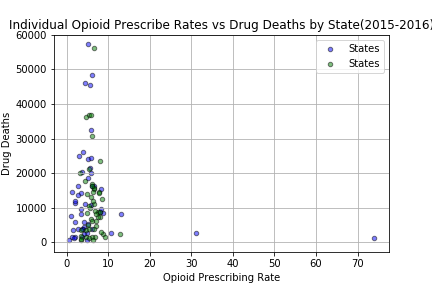 Individual Opioid Prescribe Rates vs Drug Deaths by State(2015-2016)
States
States
60000
50000
40000
30000
20000
10000
0
Drug Deaths
0 10 20 30 40 50 60 70
Opioid Prescribing Rate